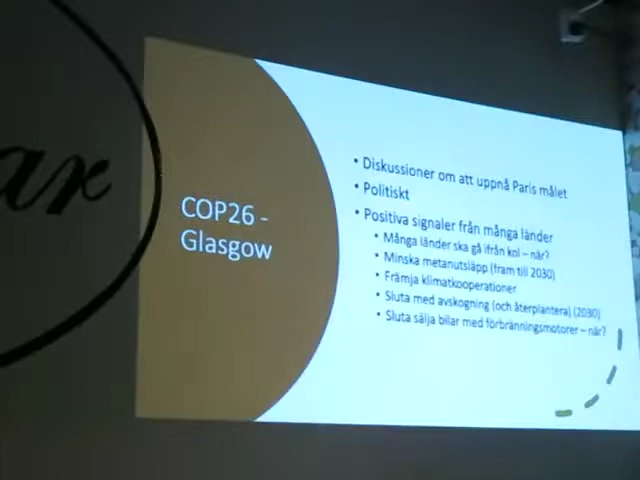 COP26 -
Glasgow
• Diskussioner om att uppnå Paris målet
• Politiskt
• Positiva signaler från många länder
• Många länder ska gå ifrån kol – når?
• Minska metanutsläpp (fram till 2030)
• Främja klimatkooperationer
• Sluta med avskogning (och återplantera) (2030)
• Sluta sälja bilar med förbränningsmotorer – når?